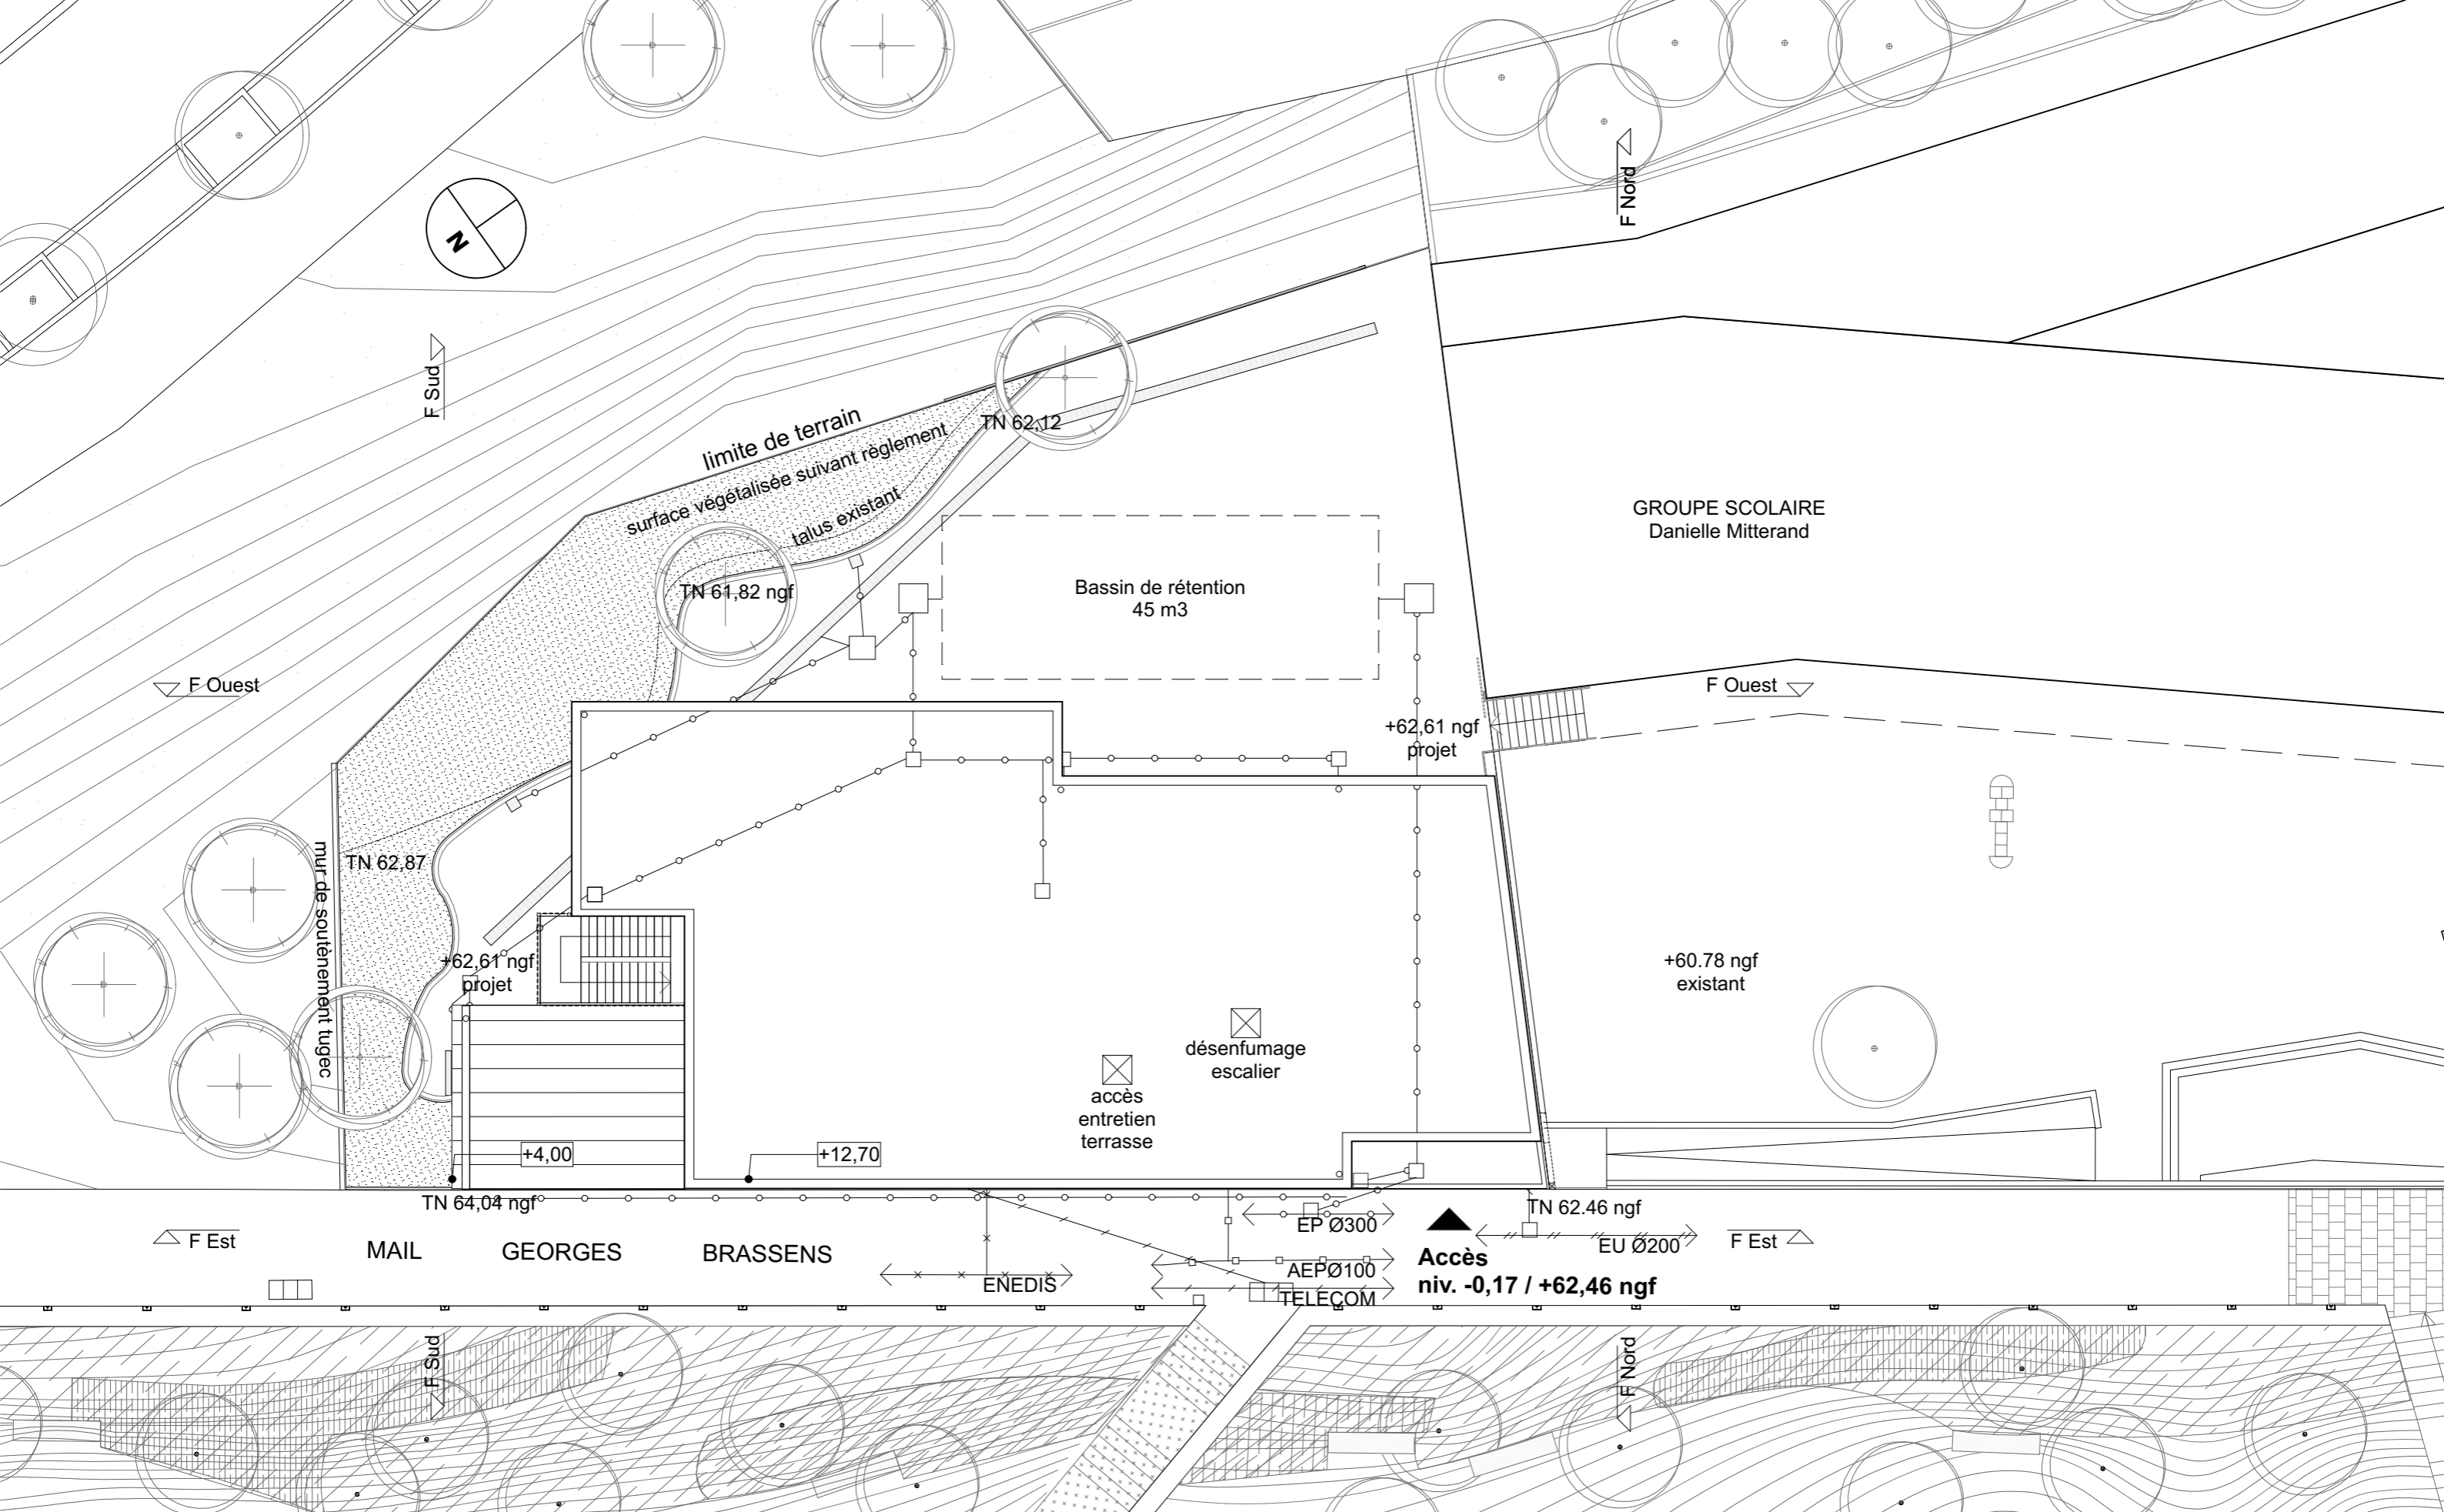 F Nord
N
F Sud
limite de terrain
surface végétalisée suivant règlement
talus existant
TN 62,12
TN 61,82 ngf
GROUPE SCOLAIRE
Danielle Mitterand
Bassin de rétention
45 m3
F Ouest
F Ouest
+62,61 ngf
projet
mur de soutènement tugec
TN 62,87
+62,61 ngf
projet
+60.78 ngf
existant
désenfumage
escalier
accès
entretien
terrasse
+4,00
+12,70
TN 64,04 ngf
TN 62.46 ngf
F Est
MAIL GEORGES BRASSENS
EP Ø300
EU Ø200
F Est
ENEDIS
AEPØ100
TELECOM
Accès
niv. -0,17 / +62,46 ngf
F Sud
F Nord